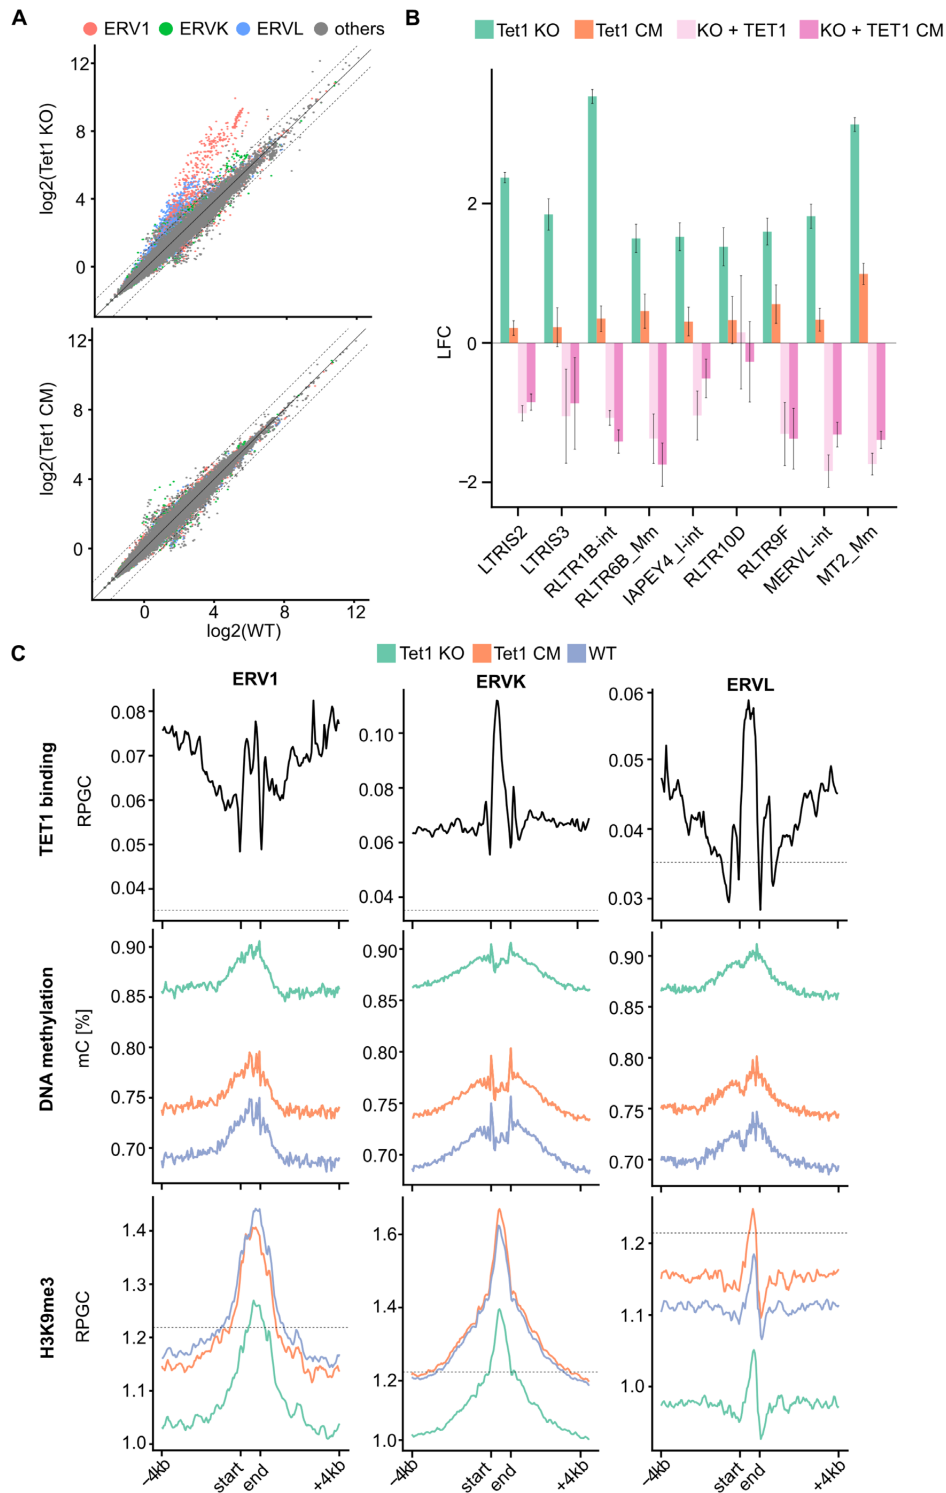 A
ERV1 ERVK ERVL others
log2(Tet1 KO)
12
8
4
0
log2(Tet1 CM)
12
8
4
0
0 4 8 12
log2(WT)
B
Tet1 KO Tet1 CM KO + TET1 KO + TET1 CM
LFC
2
0
−2
LTRIS2
LTRIS3
RLTR1B-int
RLTR6B_Mm
IAPEY4_I-int
RLTR10D
RLTR9F
MERVL-int
MT2_Mm
C
Tet1 KO Tet1 CM WT
ERV1 ERVK ERVL
TET1 binding
RPGC
0.08
0.07
0.06
0.05
0.04
0.10
0.08
0.06
0.04
0.06
0.05
0.04
0.03
DNA methylation
mC [%]
0.90
0.85
0.80
0.75
0.70
0.90
0.85
0.80
0.75
0.70
0.90
0.85
0.80
0.75
0.70
H3K9me3
RPGC
1.4
1.3
1.2
1.1
1.0
1.6
1.4
1.2
1.0
1.2
1.1
1.0
−4kb start end +4kb
−4kb start end +4kb
−4kb start end +4kb